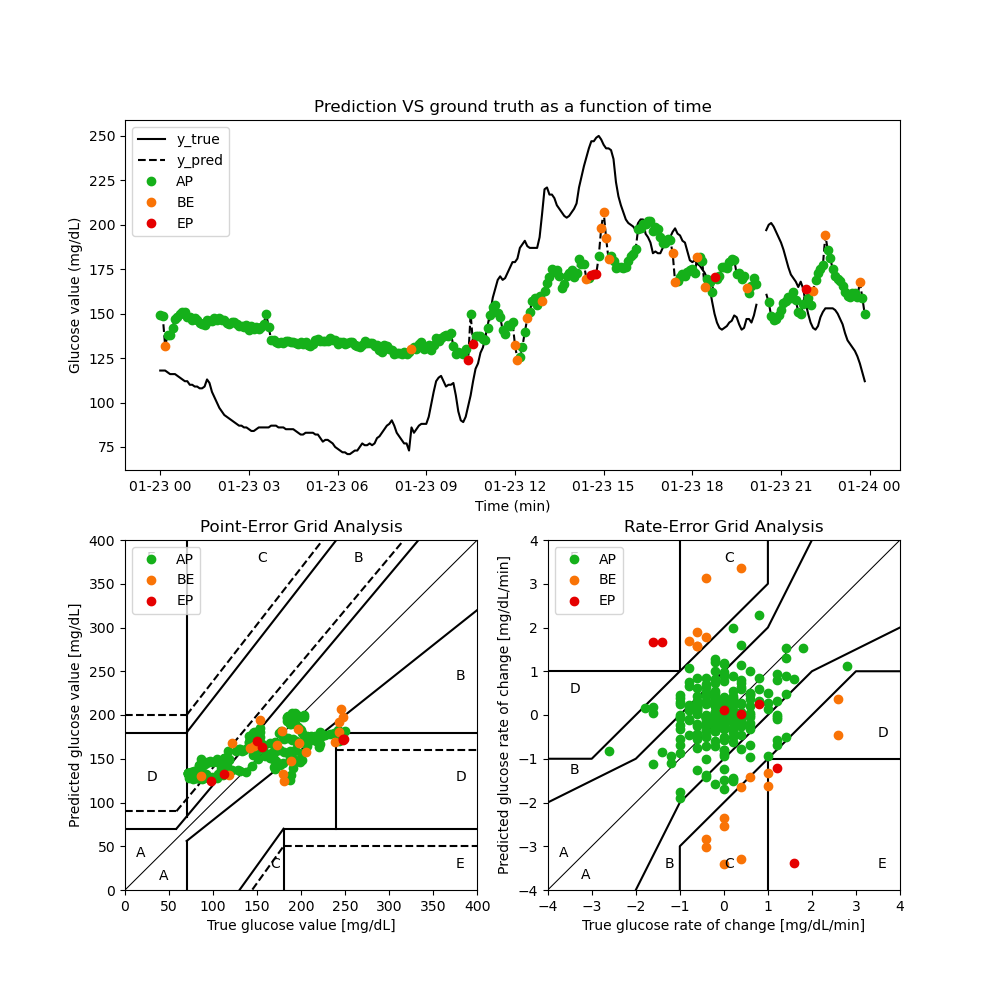 Prediction VS ground truth as a function of time
Glucose value (mg/dL)
250
225
200
175
150
125
100
75
y_true
y_pred
AP
BE
EP
01-23 00 01-23 03 01-23 06 01-23 09 01-23 12 01-23 15 01-23 18 01-23 21 01-24 00
Time (min)
Point-Error Grid Analysis
Predicted glucose value [mg/dL]
400
350
300
250
200
150
100
50
0
AP
BE
EP
C
B
B
D
D
A
A
C
E
0 50 100 150 200 250 300 350 400
True glucose value [mg/dL]
Rate-Error Grid Analysis
Predicted glucose rate of change [mg/dL/min]
4
3
2
1
0
−1
−2
−3
−4
AP
BE
EP
C
D
D
B
A
A
B
C
E
−4 −3 −2 −1 0 1 2 3 4
True glucose rate of change [mg/dL/min]